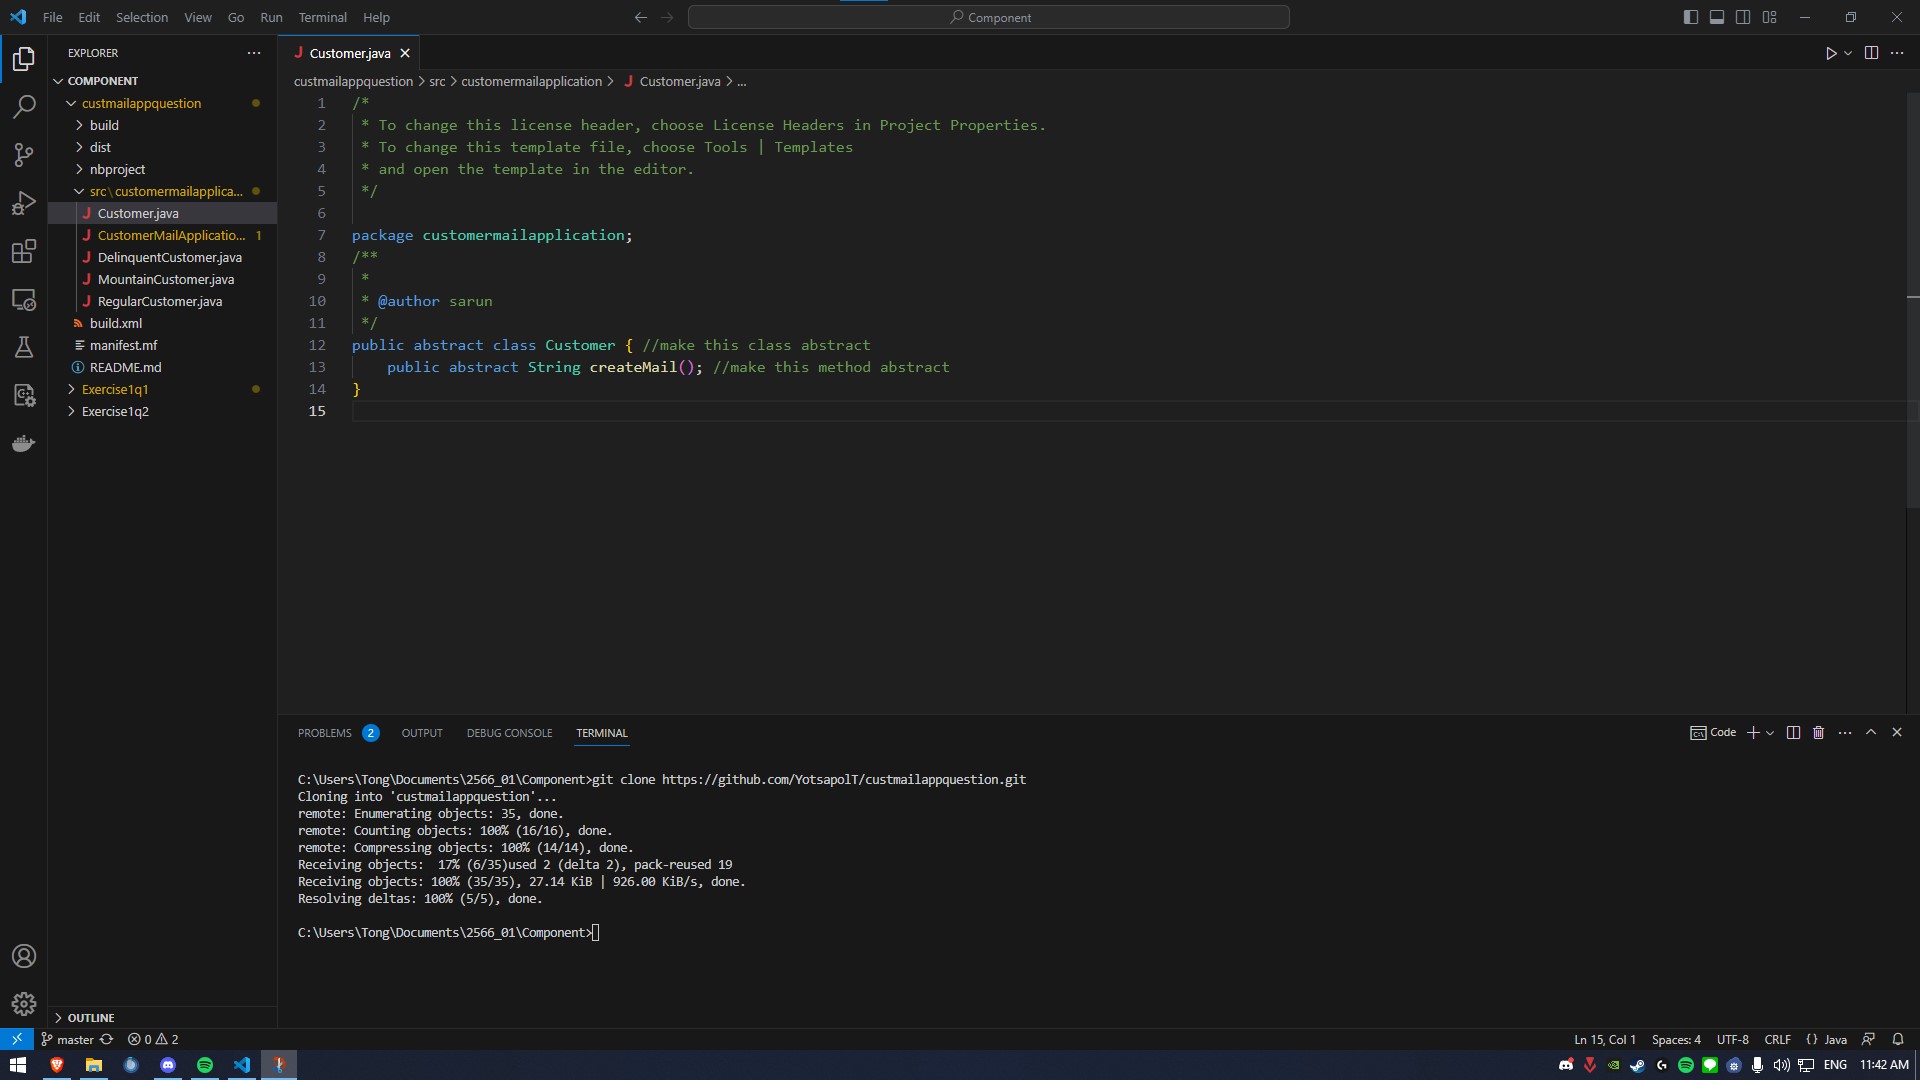 File Edit Selection View Go Run Terminal Help
Component
EXPLORER
COMPONENT
custmailappquestion
build
dist
nbproject
src\customermailapplica...
Customer.java
CustomerMailApplicatio... 1
DelinquentCustomer.java
MountainCustomer.java
RegularCustomer.java
build.xml
manifest.mf
README.md
Exercise1q1
Exercise1q2
OUTLINE
Customer.java
custmailappquestion > src > customermailapplication > Customer.java > ...
1 /*
2 * To change this license header, choose License Headers in Project Properties.
3 * To change this template file, choose Tools | Templates
4 * and open the template in the editor.
5 */
6
7 package customermailapplication;
8 /**
9 *
10 * @author sarun
11 */
12 public abstract class Customer { //make this class abstract
13 public abstract String createMail(); //make this method abstract
14 }
15
PROBLEMS 2 OUTPUT DEBUG CONSOLE TERMINAL
Code
C:\Users\Tong\Documents\2566_01\Component>git clone https://github.com/YotsapolT/custmailappquestion.git
Cloning into 'custmailappquestion'...
remote: Enumerating objects: 35, done.
remote: Counting objects: 100% (16/16), done.
remote: Compressing objects: 100% (14/14), done.
Receiving objects:  17% (6/35)used 2 (delta 2), pack-reused 19
Receiving objects: 100% (35/35), 27.14 KiB | 926.00 KiB/s, done.
Resolving deltas: 100% (5/5), done.
C:\Users\Tong\Documents\2566_01\Component>
master 0 2
Ln 15, Col 1 Spaces: 4 UTF-8 CRLF {} Java
ENG 11:42 AM